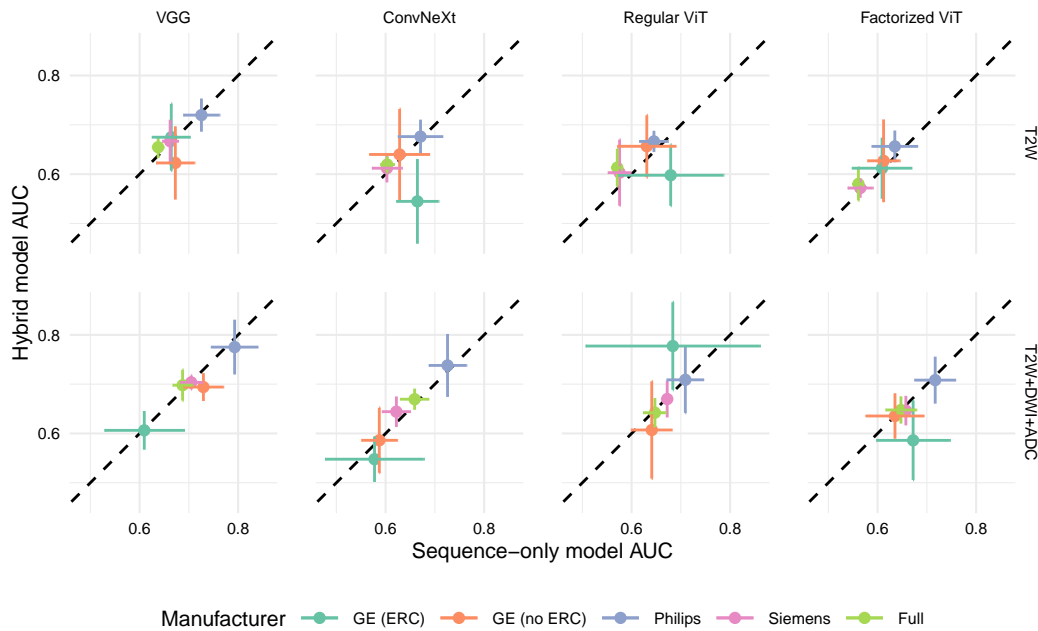 VGG
ConvNeXt
Regular ViT
Factorized ViT
0.8
0.6
T2W
Hybrid model AUC
0.8
0.6
T2W+DWI+ADC
0.6 0.8 0.6 0.8 0.6 0.8 0.6 0.8
Sequence−only model AUC
Manufacturer GE (ERC) GE (no ERC) Philips Siemens Full